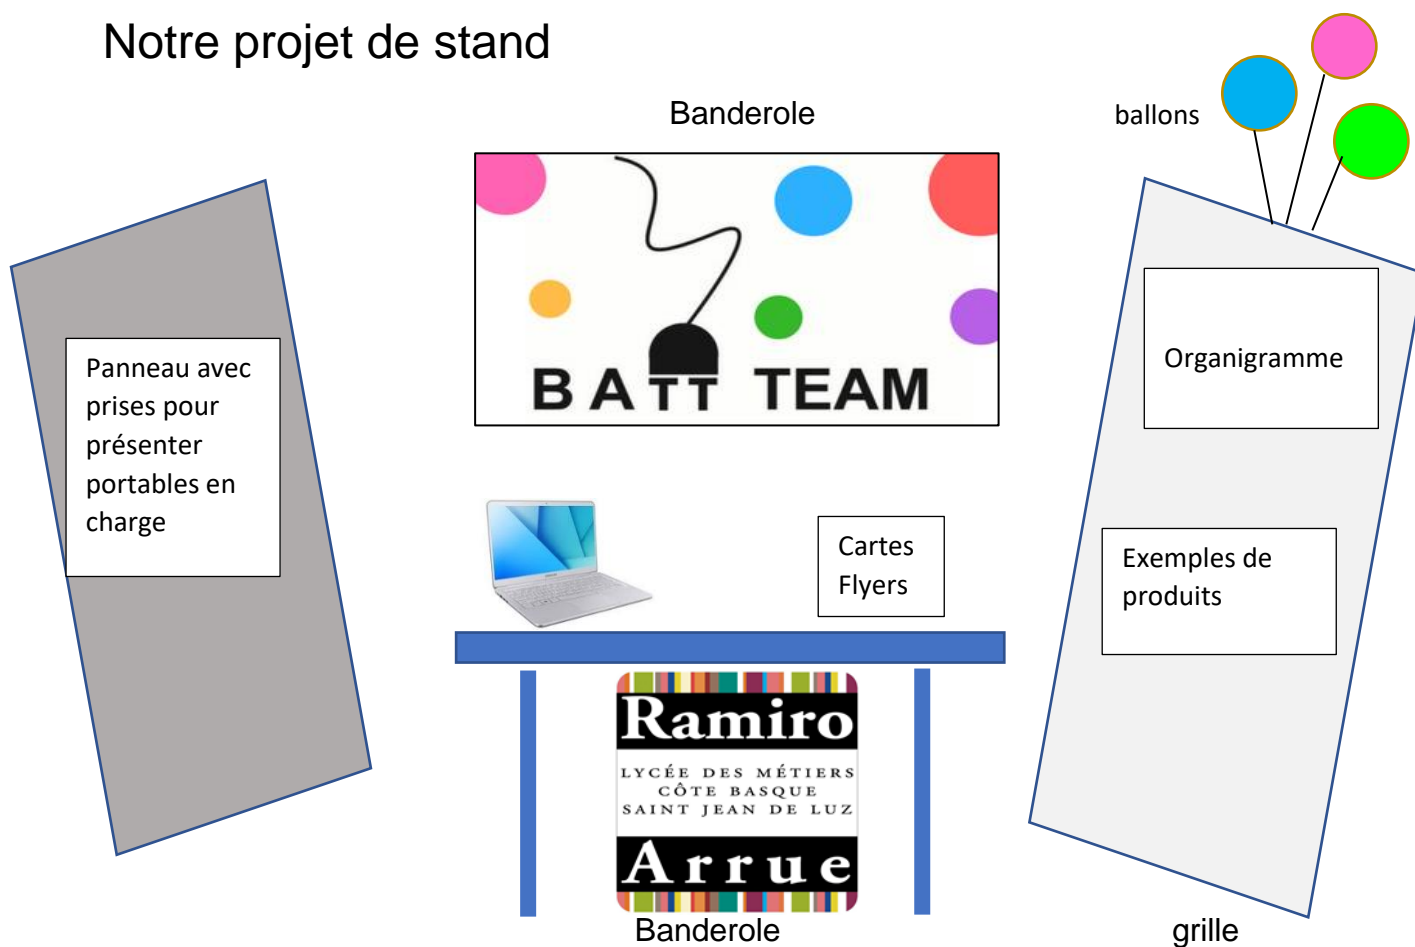 Notre projet de stand
Banderole
ballons
BATT TEAM
Panneau avec
prises pour
présenter
portables en
charge
Organigramme
Cartes
Flyers
Exemples de
produits
Ramiro
LYCÉE DES MÉTIERS
CÔTE BASQUE
SAINT JEAN DE LUZ
Arrue
Banderole
grille